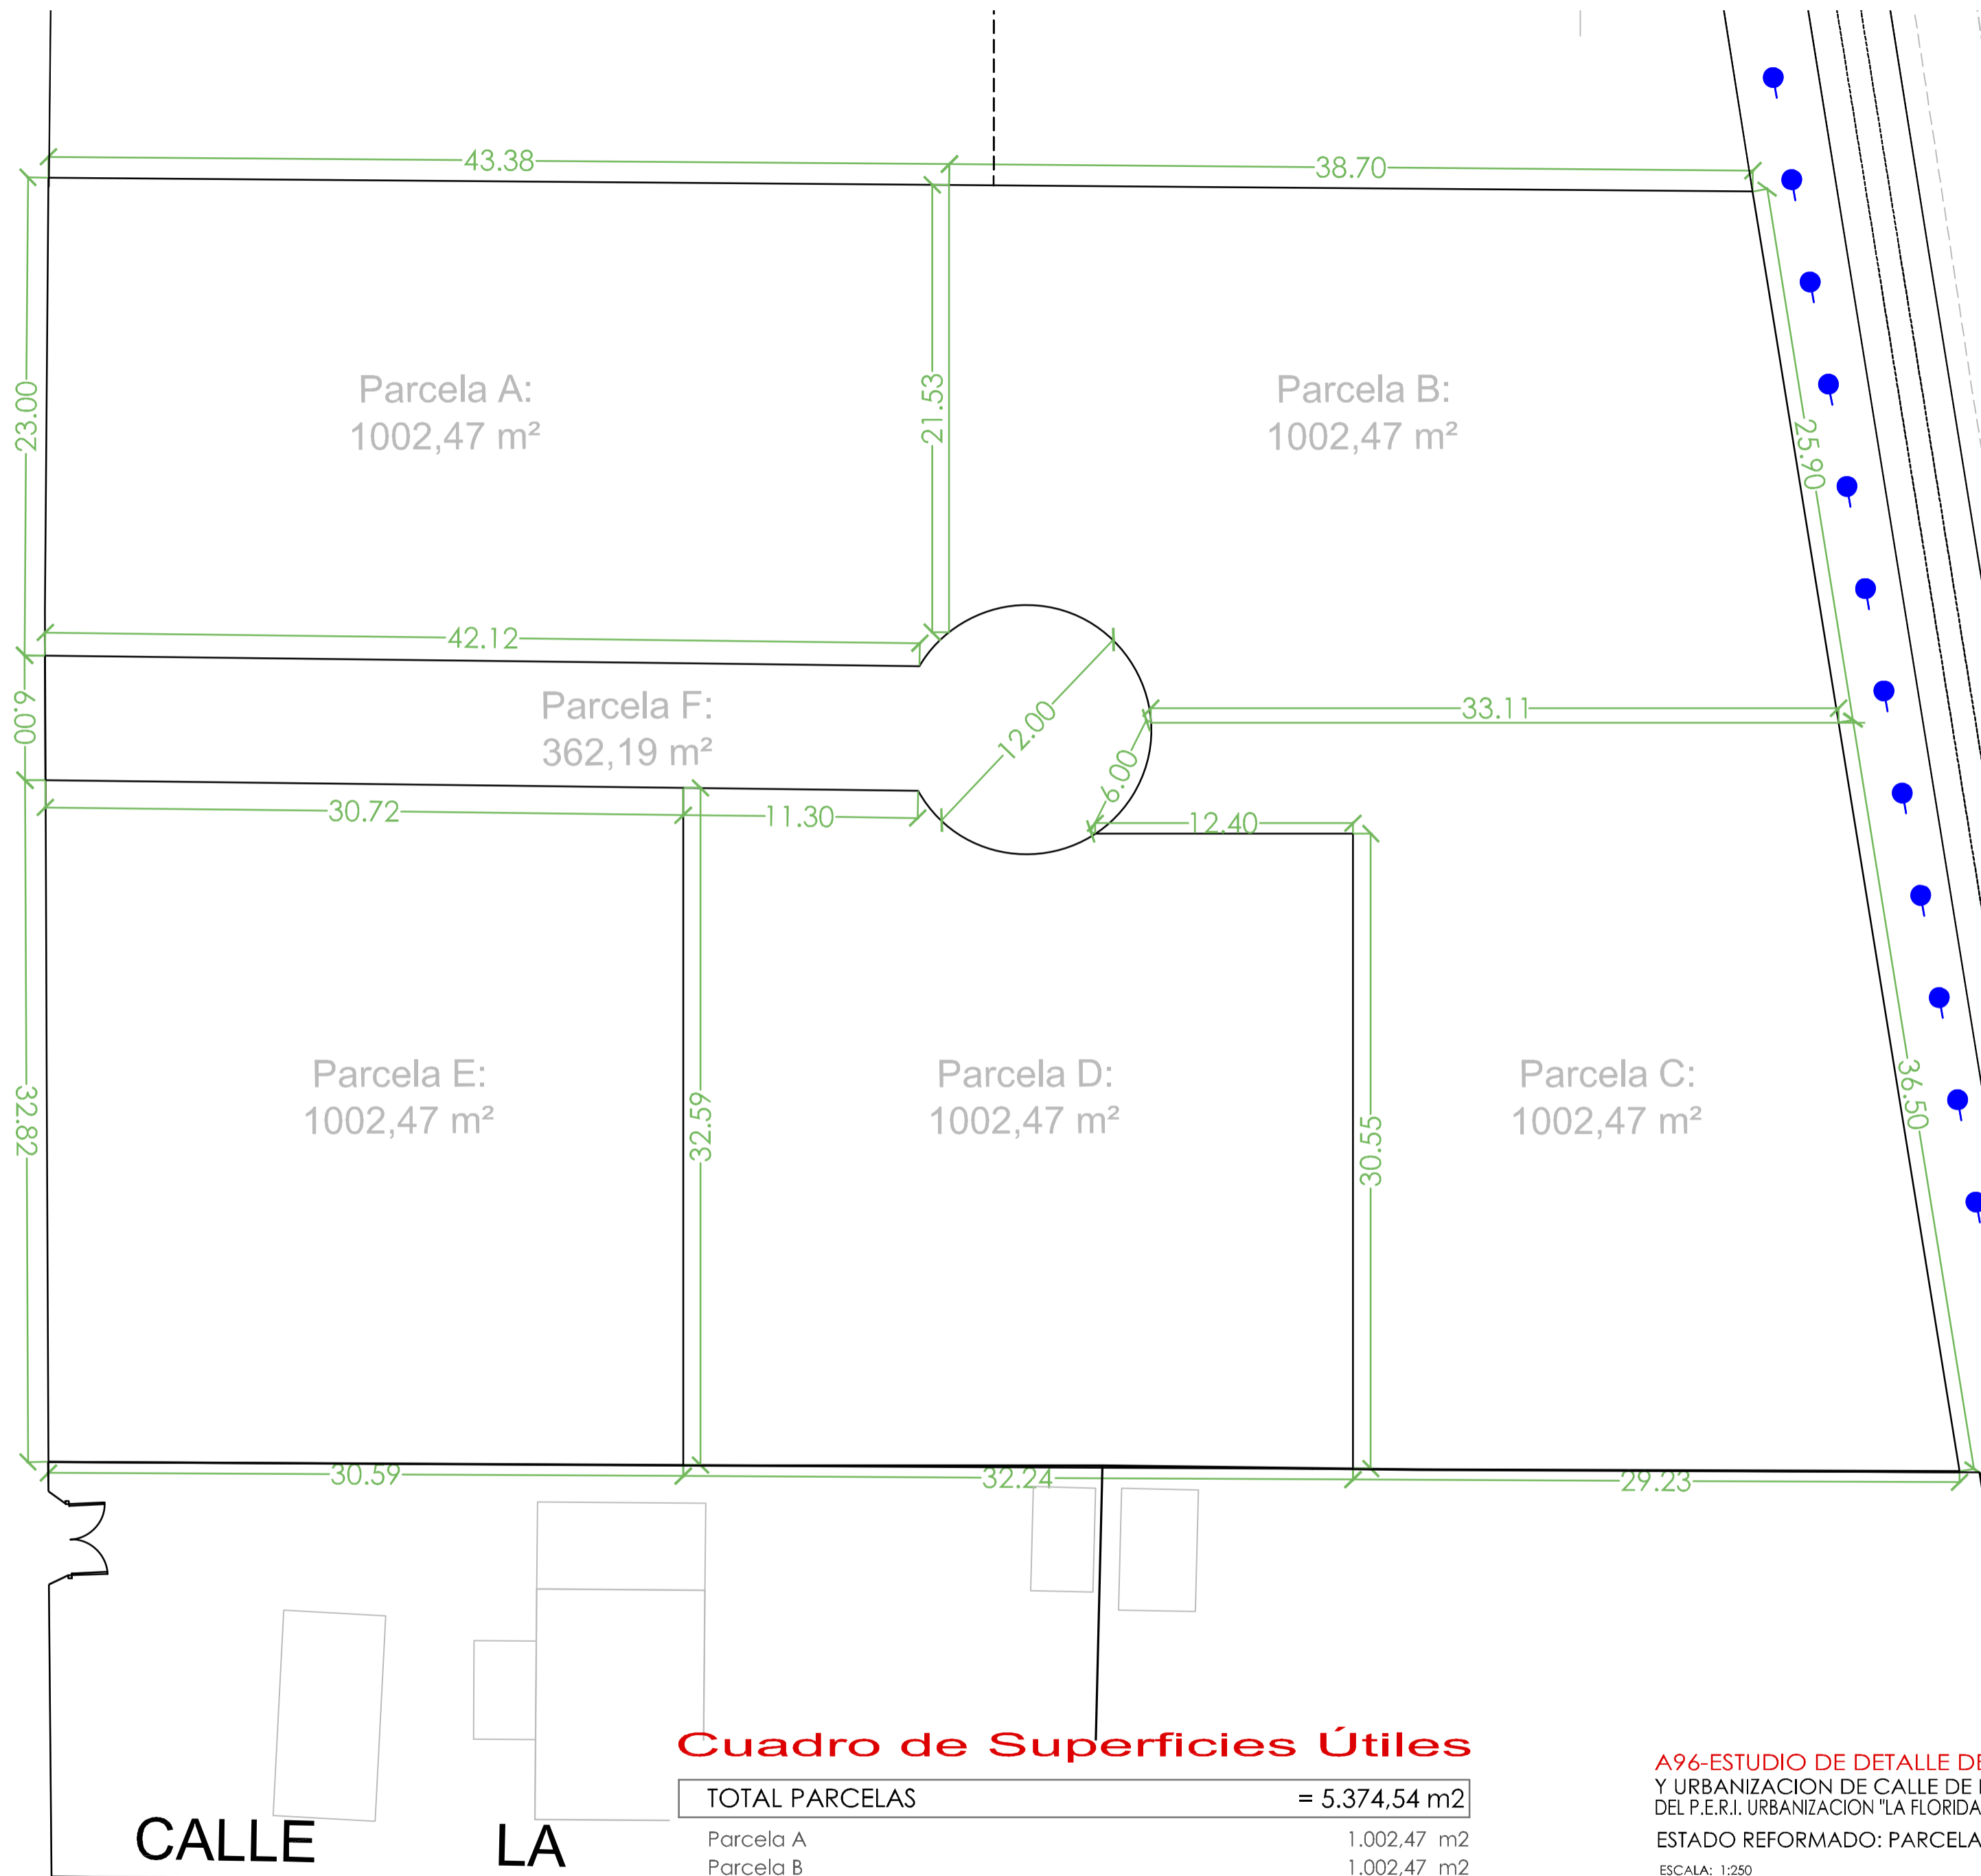 43.38
38.70
Parcela A:
1002,47 m²
Parcela B:
1002,47 m²
23.00
21.53
25.90
42.12
Parcela F:
362,19 m²
6.00
12.00
6.00
33.11
30.72
11.30
12.40
Parcela E:
1002,47 m²
Parcela D:
1002,47 m²
Parcela C:
1002,47 m²
32.82
32.59
30.55
36.50
30.59
32.24
29.23
Cuadro de Superficies Útiles
TOTAL PARCELAS = 5.374,54 m2
Parcela A 1.002,47 m2
Parcela B 1.002,47 m2
CALLE LA
A96-ESTUDIO DE DETALLE DE
Y URBANIZACION DE CALLE DE
DEL P.E.R.I. URBANIZACION "LA FLORIDA
ESTADO REFORMADO: PARCELA
ESCALA: 1:250